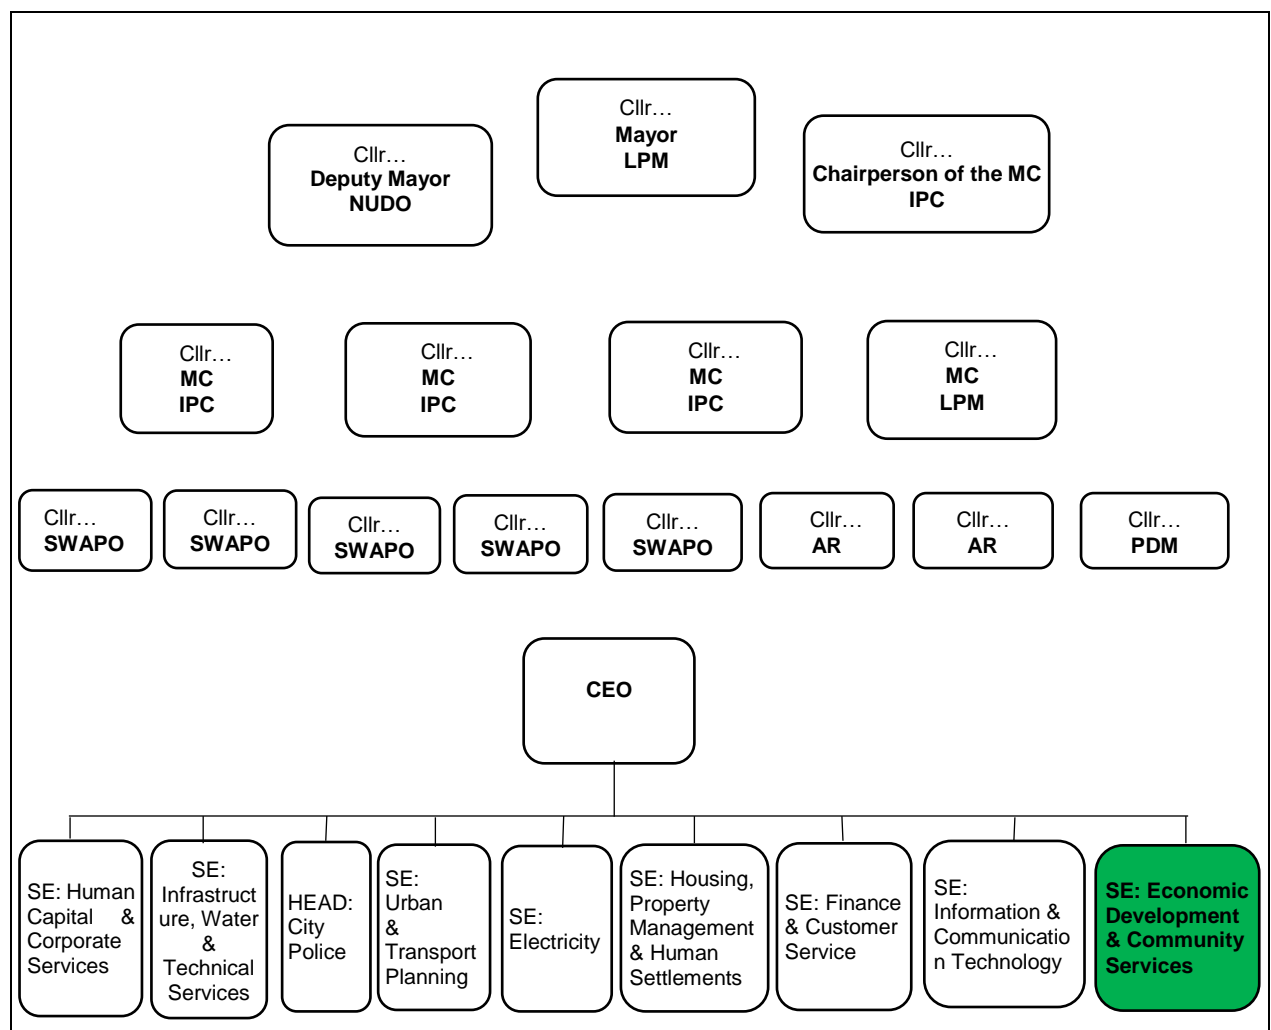 Cllr…
Mayor
LPM
Cllr…
Deputy Mayor
NUDO
Cllr…
Chairperson of the MC
IPC
Cllr…
MC
IPC
Cllr…
MC
IPC
Cllr…
MC
IPC
Cllr…
MC
LPM
Cllr…
SWAPO
Cllr…
SWAPO
Cllr…
SWAPO
Cllr…
SWAPO
Cllr…
SWAPO
Cllr…
AR
Cllr…
AR
Cllr…
PDM
CEO
SE: Human
Capital &
Corporate
Services
SE:
Infrastruct
ure, Water
&
Technical
Services
HEAD:
City
Police
SE:
Urban
&
Transport
Planning
SE:
Electricity
SE: Housing,
Property
Management
& Human
Settlements
SE: Finance
& Customer
Service
SE:
Information &
Communicatio
n Technology
SE: Economic
Development
& Community
Services